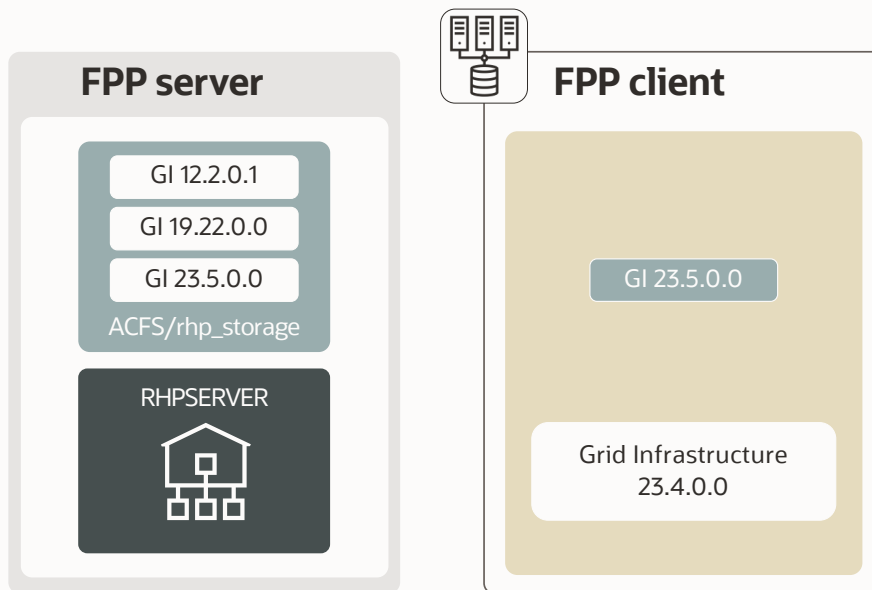 FPP server
GI 12.2.0.1
GI 19.22.0.0
GI 23.5.0.0
ACFS/rhp_storage
RHPSERVER
FPP client
GI 23.5.0.0
Grid Infrastructure
23.4.0.0